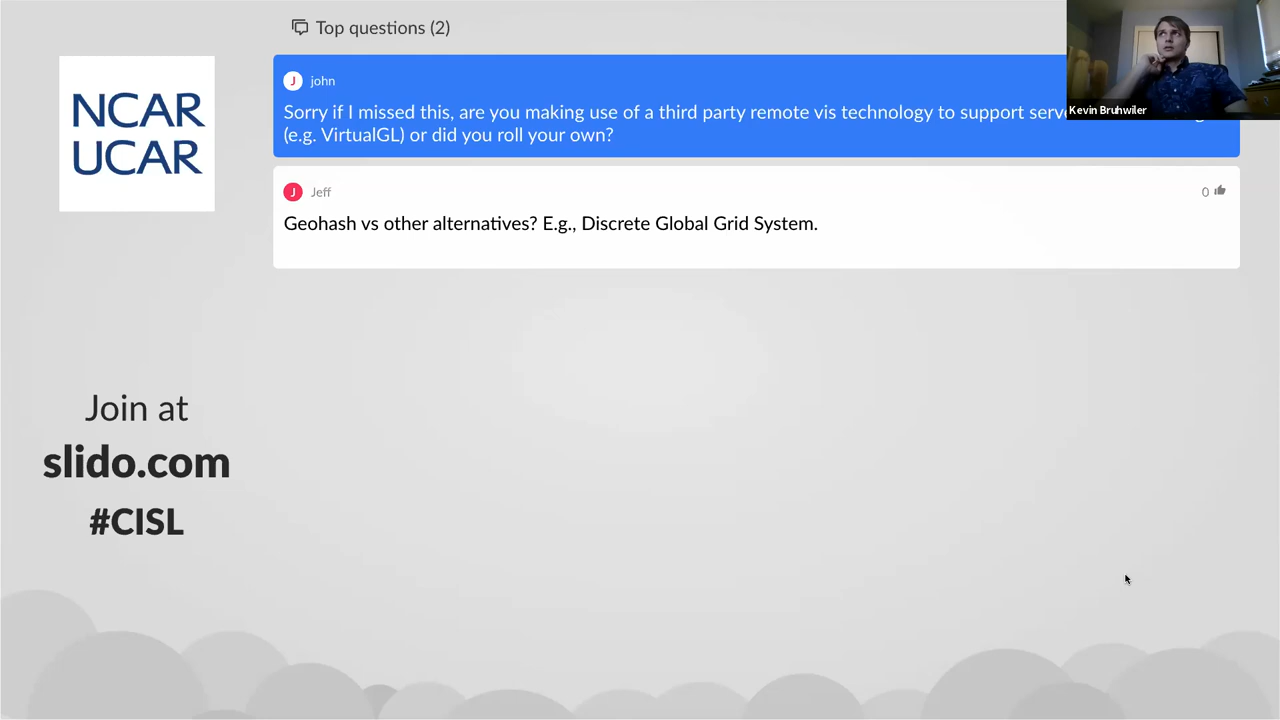 Top questions (2)
NCAR
UCAR
J john
Sorry if I missed this, are you making use of a third party remote vis technology to support
(e.g. VirtualGL) or did you roll your own?
Kevin Bruhwiler
J Jeff
0
Geohash vs other alternatives? E.g., Discrete Global Grid System.
Join at
slido.com
#CISL